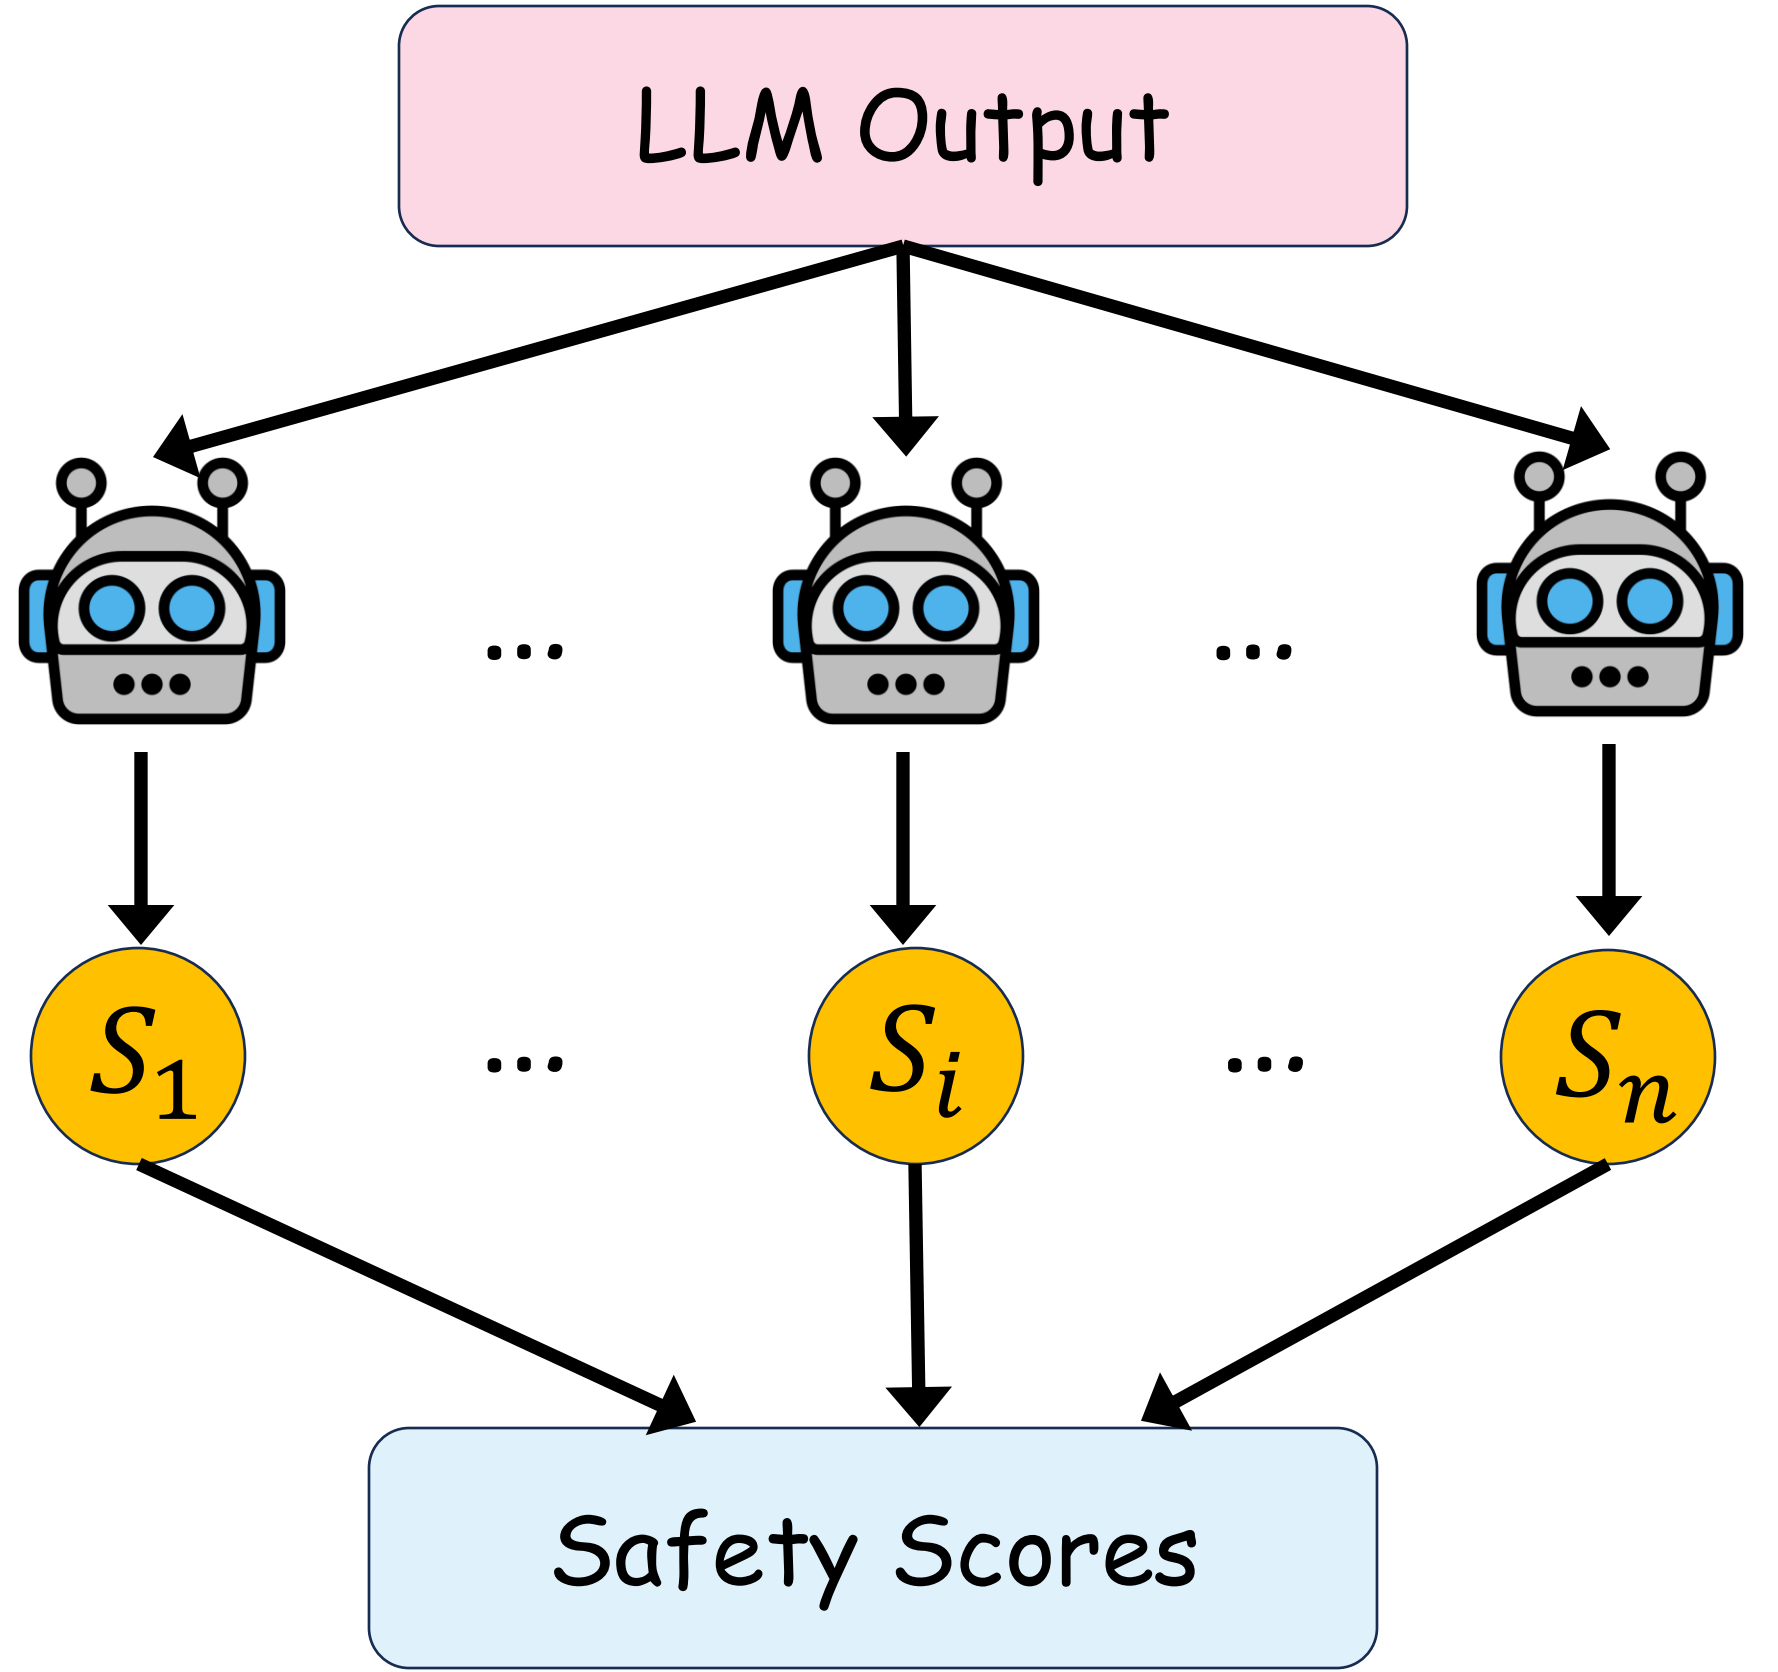 LLM Output
... ...
S₁ ... Sᵢ ... Sₙ
Safety Scores